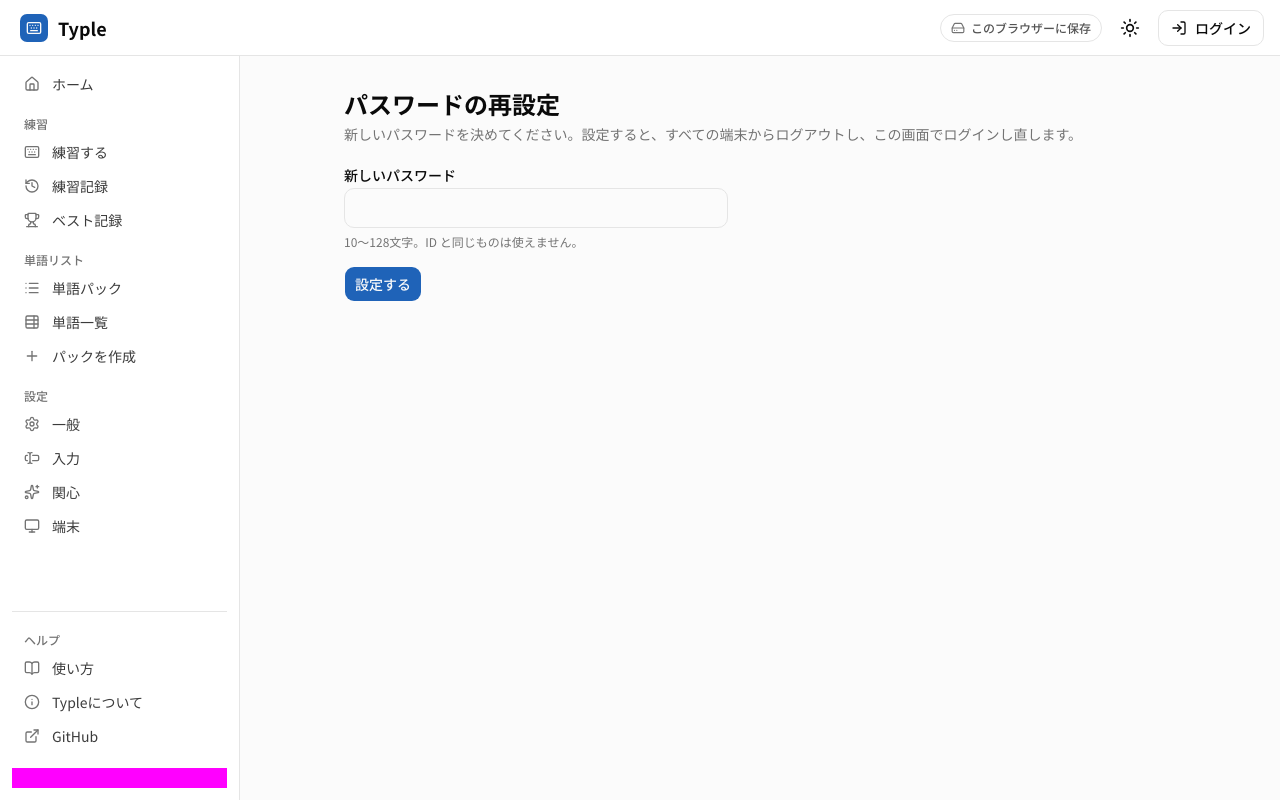 Typle
このブラウザーに保存
ログイン
ホーム
練習
練習する
練習記録
ベスト記録
単語リスト
単語パック
単語一覧
パックを作成
設定
一般
入力
関心
端末
ヘルプ
使い方
Typleについて
GitHub
パスワードの再設定
新しいパスワードを決めてください。設定すると、すべての端末からログアウトし、この画面でログインし直します。
新しいパスワード
10〜128文字。ID と同じものは使えません。
設定する